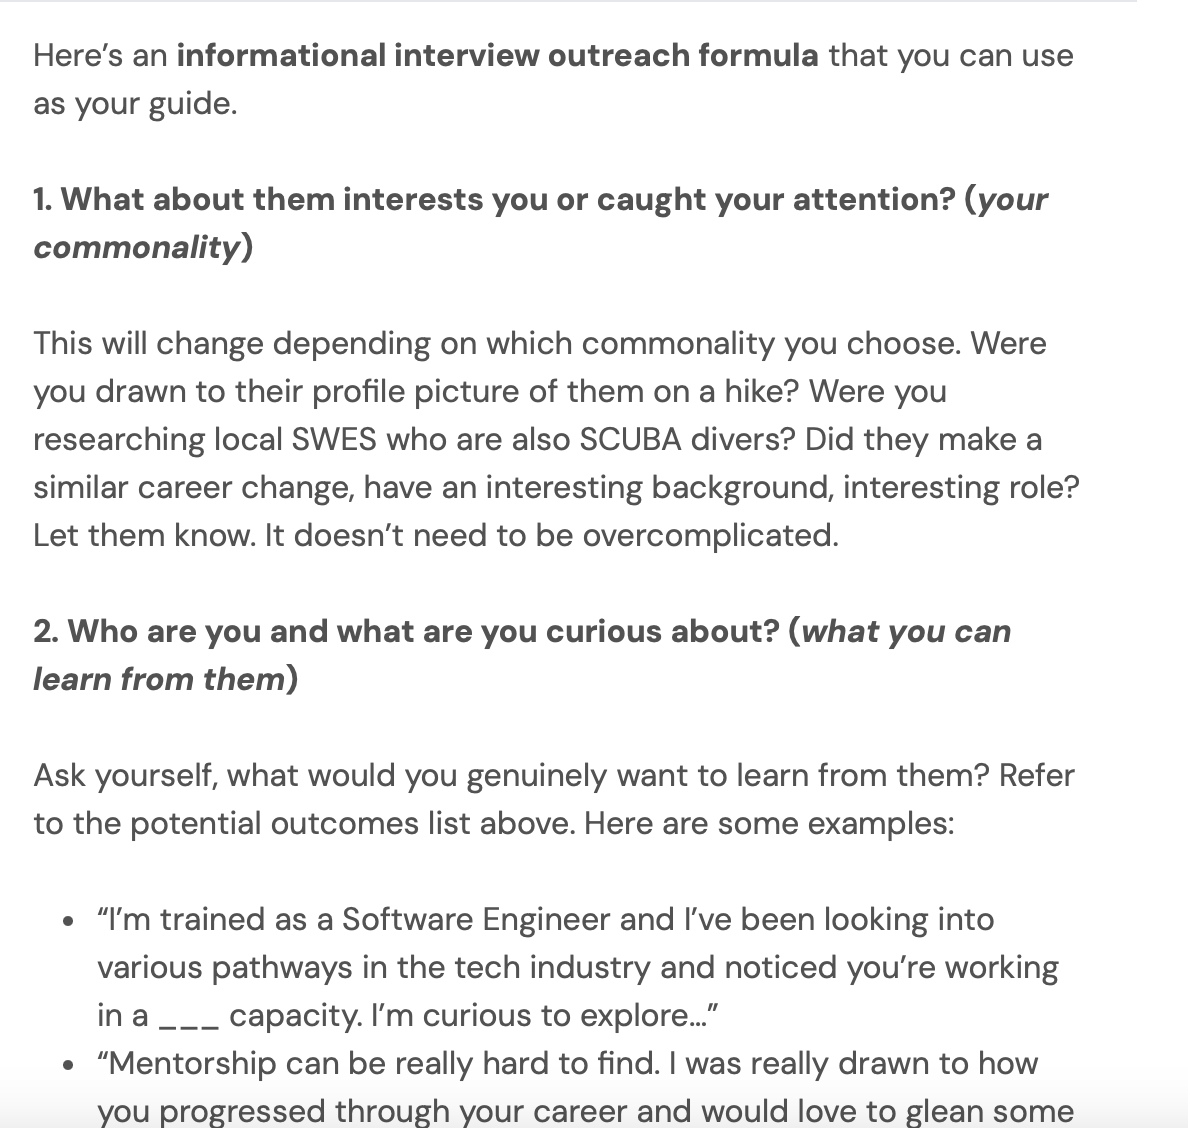 Here’s an informational interview outreach formula that you can use
as your guide.
1. What about them interests you or caught your attention? (your
commonality)
This will change depending on which commonality you choose. Were
you drawn to their profile picture of them on a hike? Were you
researching local SWES who are also SCUBA divers? Did they make a
similar career change, have an interesting background, interesting role?
Let them know. It doesn’t need to be overcomplicated.
2. Who are you and what are you curious about? (what you can
learn from them)
Ask yourself, what would you genuinely want to learn from them? Refer
to the potential outcomes list above. Here are some examples:
• “I’m trained as a Software Engineer and I’ve been looking into
various pathways in the tech industry and noticed you’re working
in a ___ capacity. I’m curious to explore…”
• “Mentorship can be really hard to find. I was really drawn to how
you progressed through your career and would love to glean some